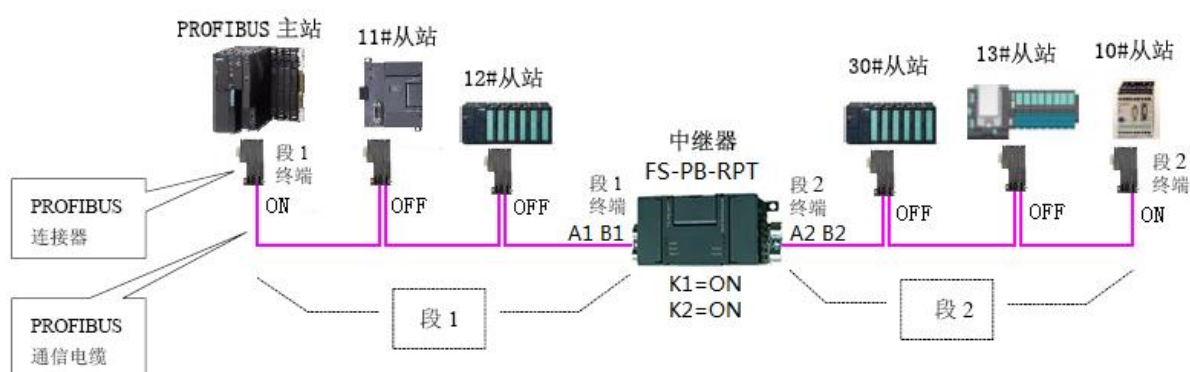 PROFIBUS 主站
11#从站
12#从站
30#从站
13#从站
10#从站
中继器
FS-PB-RPT
段 1
终端
段 1
终端
段 2
终端
段 2
终端
ON
OFF
OFF
OFF
OFF
ON
A1 B1
A2 B2
K1=ON
K2=ON
PROFIBUS
连接器
PROFIBUS
通信电缆
段 1
段 2